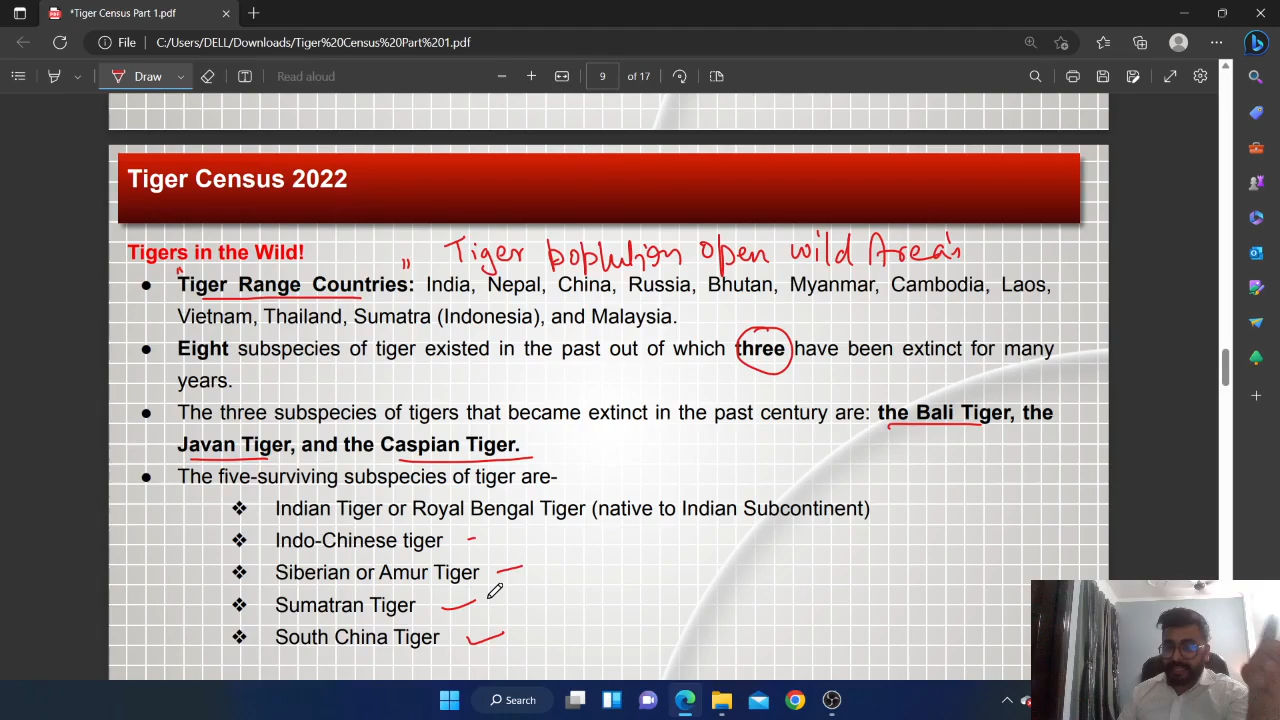 *Tiger Census Part 1.pdf
File C:/Users/DELL/Downloads/Tiger%20Census%20Part%201.pdf
Draw Read aloud 9 of 17
Tiger Census 2022
Tigers in the Wild! Tiger poplution open wild Area's
" Tiger Range Countries: " India, Nepal, China, Russia, Bhutan, Myanmar, Cambodia, Laos,
Vietnam, Thailand, Sumatra (Indonesia), and Malaysia.
● Eight subspecies of tiger existed in the past out of which three have been extinct for many
years.
● The three subspecies of tigers that became extinct in the past century are: the Bali Tiger, the
Javan Tiger, and the Caspian Tiger.
● The five-surviving subspecies of tiger are-
❖ Indian Tiger or Royal Bengal Tiger (native to Indian Subcontinent)
❖ Indo-Chinese tiger
❖ Siberian or Amur Tiger
❖ Sumatran Tiger
❖ South China Tiger
Search